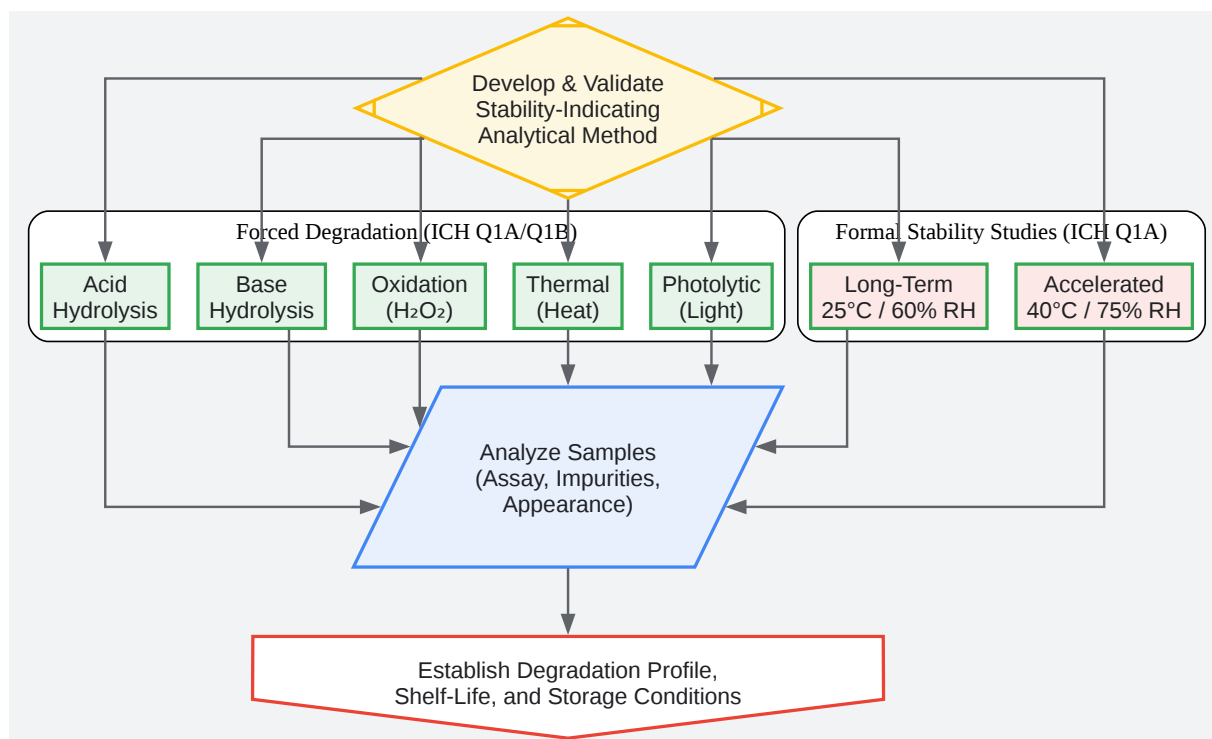 Develop & Validate
Stability-Indicating
Analytical Method
Forced Degradation (ICH Q1A/Q1B)
Formal Stability Studies (ICH Q1A)
Acid
Hydrolysis
Base
Hydrolysis
Oxidation
(H₂O₂)
Thermal
(Heat)
Photolytic
(Light)
Long-Term
25°C / 60% RH
Accelerated
40°C / 75% RH
Analyze Samples
(Assay, Impurities,
Appearance)
Establish Degradation Profile,
Shelf-Life, and Storage Conditions